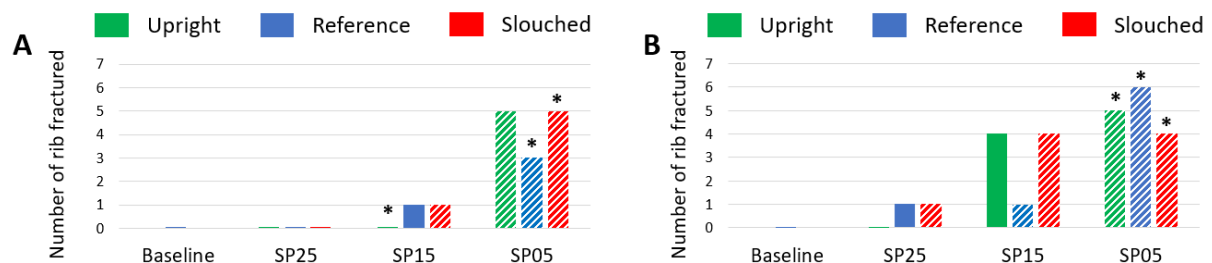 A
Upright Reference Slouched
Number of rib fractured
7
6
5
4
3
2
1
0
* * *
Baseline SP25 SP15 SP05
B
Upright Reference Slouched
Number of rib fractured
7
6
5
4
3
2
1
0
* * *
Baseline SP25 SP15 SP05